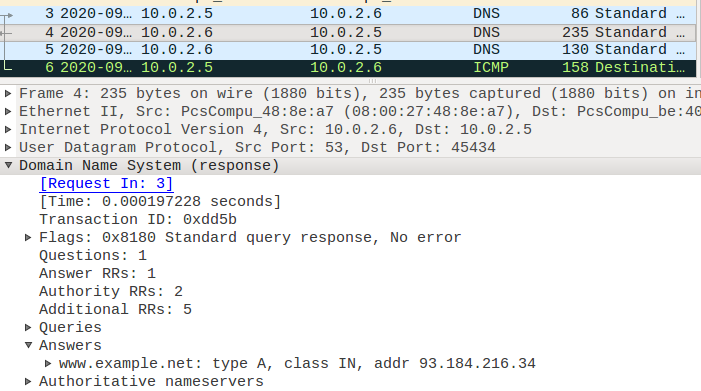 3 2020-09… 10.0.2.5 10.0.2.6 DNS 86 Standard …
4 2020-09… 10.0.2.6 10.0.2.5 DNS 235 Standard …
5 2020-09… 10.0.2.6 10.0.2.5 DNS 130 Standard …
6 2020-09… 10.0.2.5 10.0.2.6 ICMP 158 Destinati…
Frame 4: 235 bytes on wire (1880 bits), 235 bytes captured (1880 bits) on in
Ethernet II, Src: PcsCompu_48:8e:a7 (08:00:27:48:8e:a7), Dst: PcsCompu_be:40
Internet Protocol Version 4, Src: 10.0.2.6, Dst: 10.0.2.5
User Datagram Protocol, Src Port: 53, Dst Port: 45434
Domain Name System (response)
[Request In: 3]
[Time: 0.000197228 seconds]
Transaction ID: 0xdd5b
Flags: 0x8180 Standard query response, No error
Questions: 1
Answer RRs: 1
Authority RRs: 2
Additional RRs: 5
Queries
Answers
www.example.net: type A, class IN, addr 93.184.216.34
Authoritative nameservers